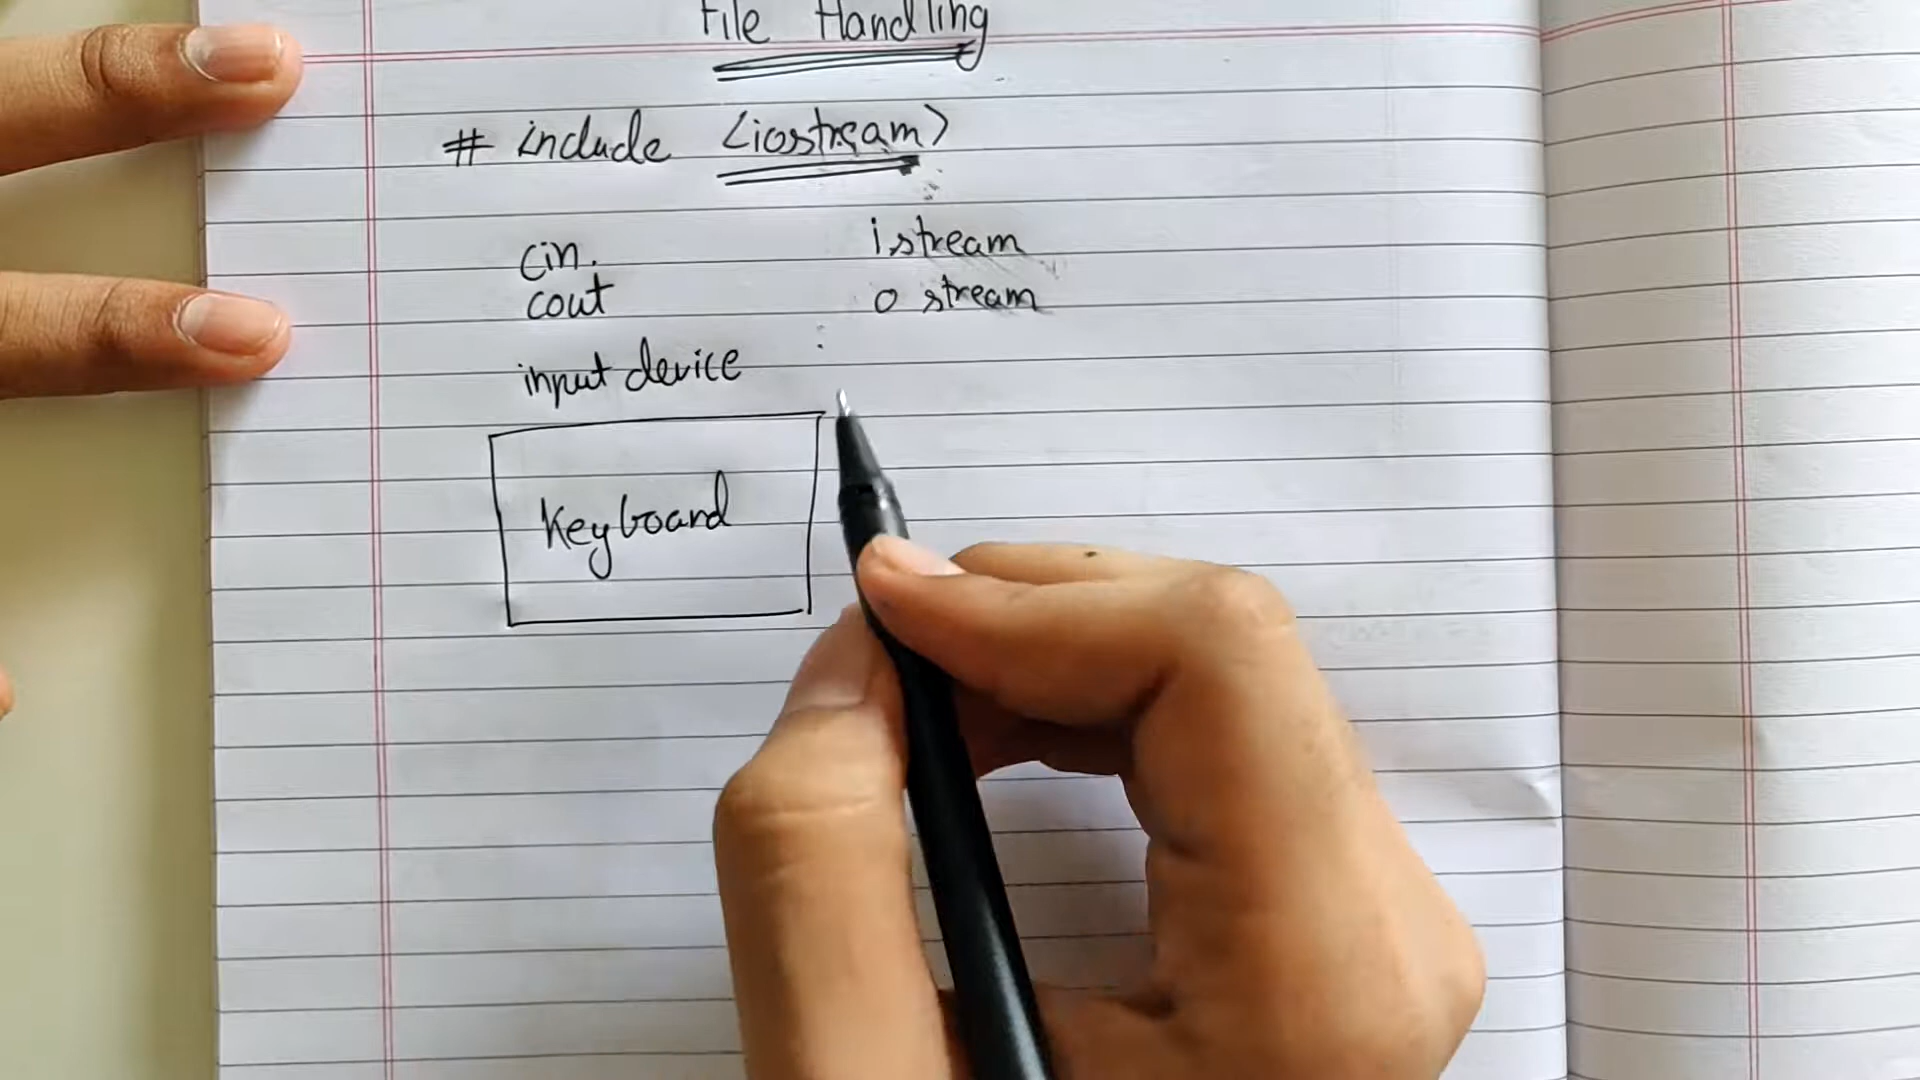 File Handling
# include <iostream>
cin. istream
cout o stream
input device
Keyboard